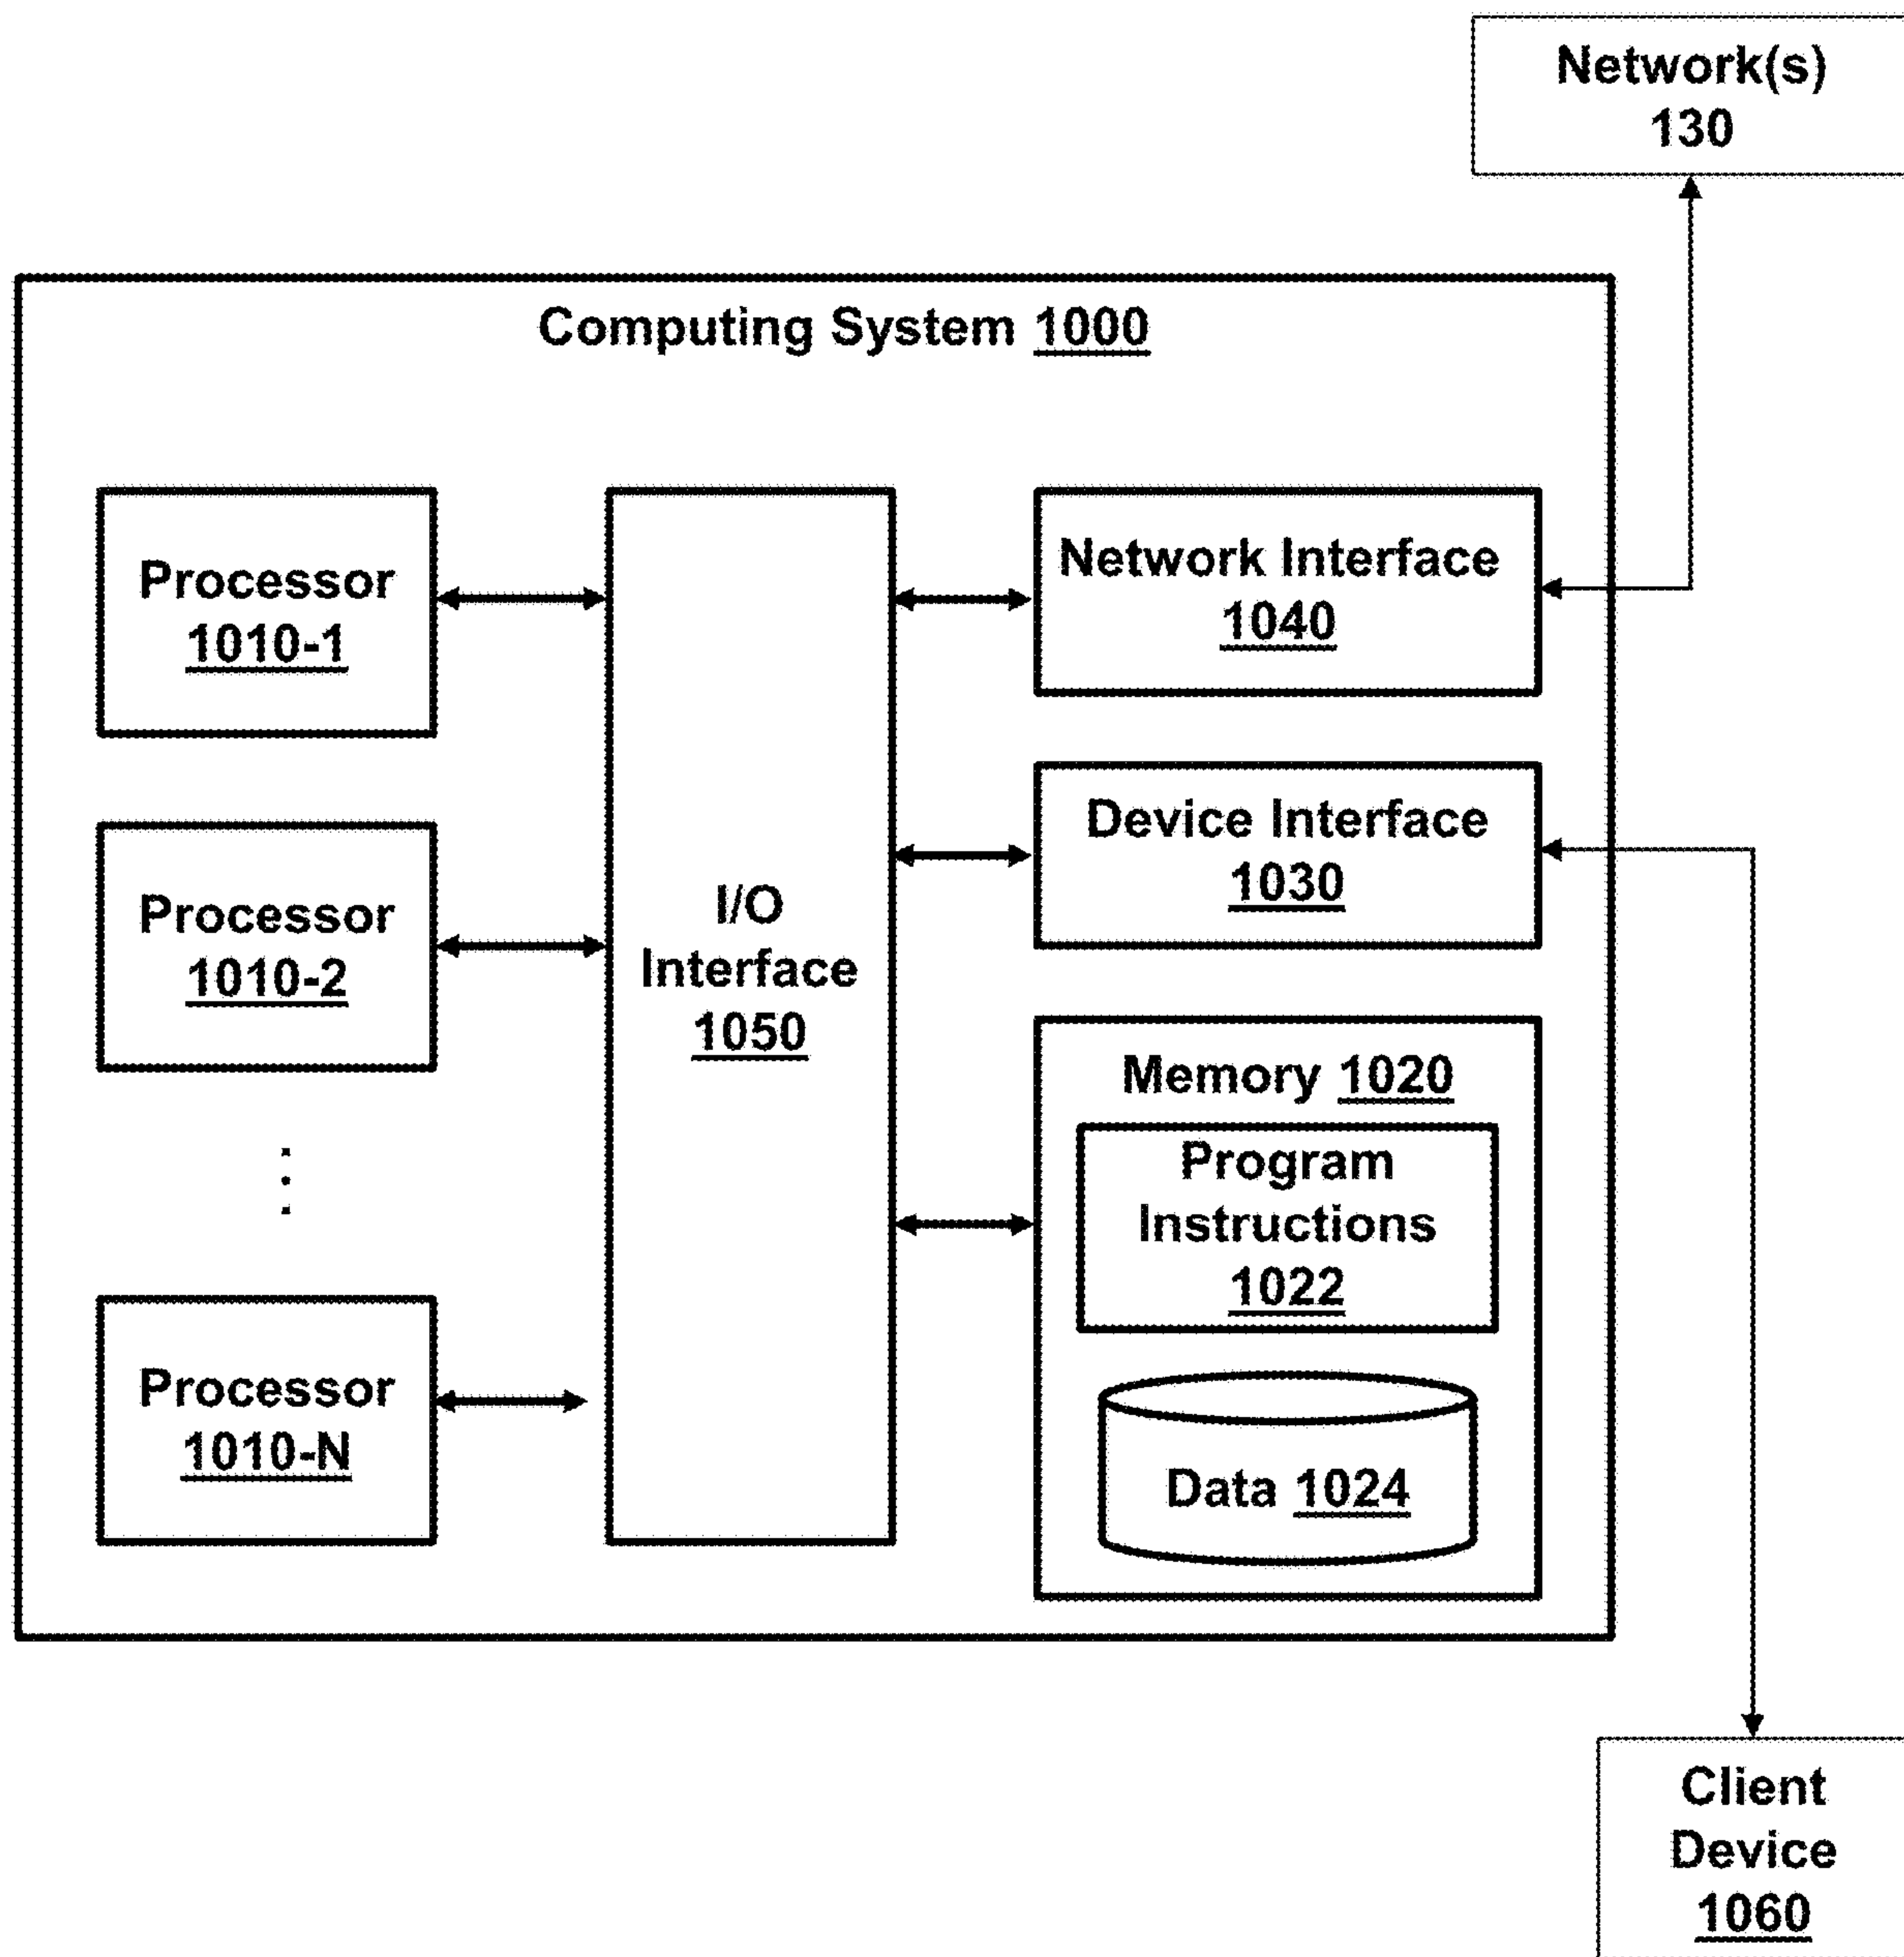 Network(s)
130
Computing System 1000
Processor
1010-1
Processor
1010-2
Processor
1010-N
I/O
Interface
1050
Network Interface
1040
Device Interface
1030
Memory 1020
Program
Instructions
1022
Data 1024
Client
Device
1060